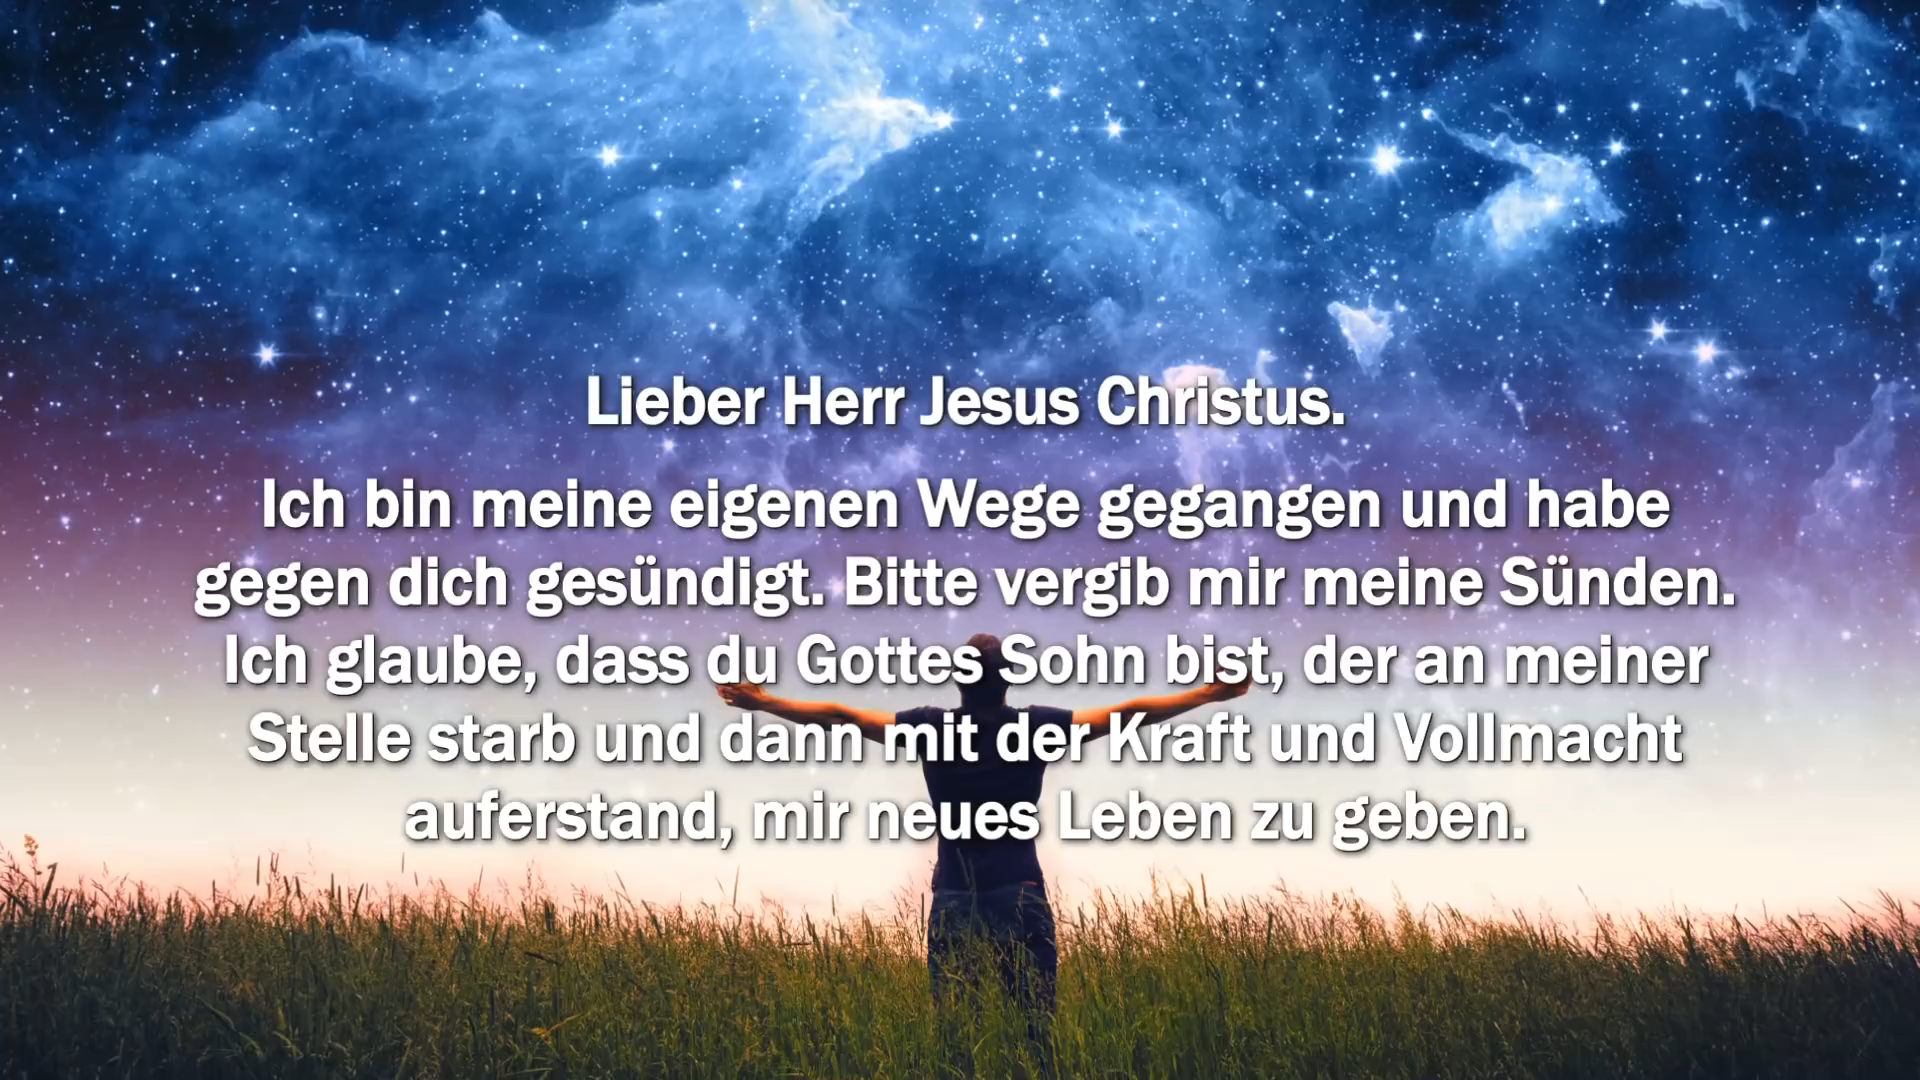 Lieber Herr Jesus Christus.
Ich bin meine eigenen Wege gegangen und habe
gegen dich gesündigt. Bitte vergib mir meine Sünden.
Ich glaube, dass du Gottes Sohn bist, der an meiner
Stelle starb und dann mit der Kraft und Vollmacht
auferstand, mir neues Leben zu geben.